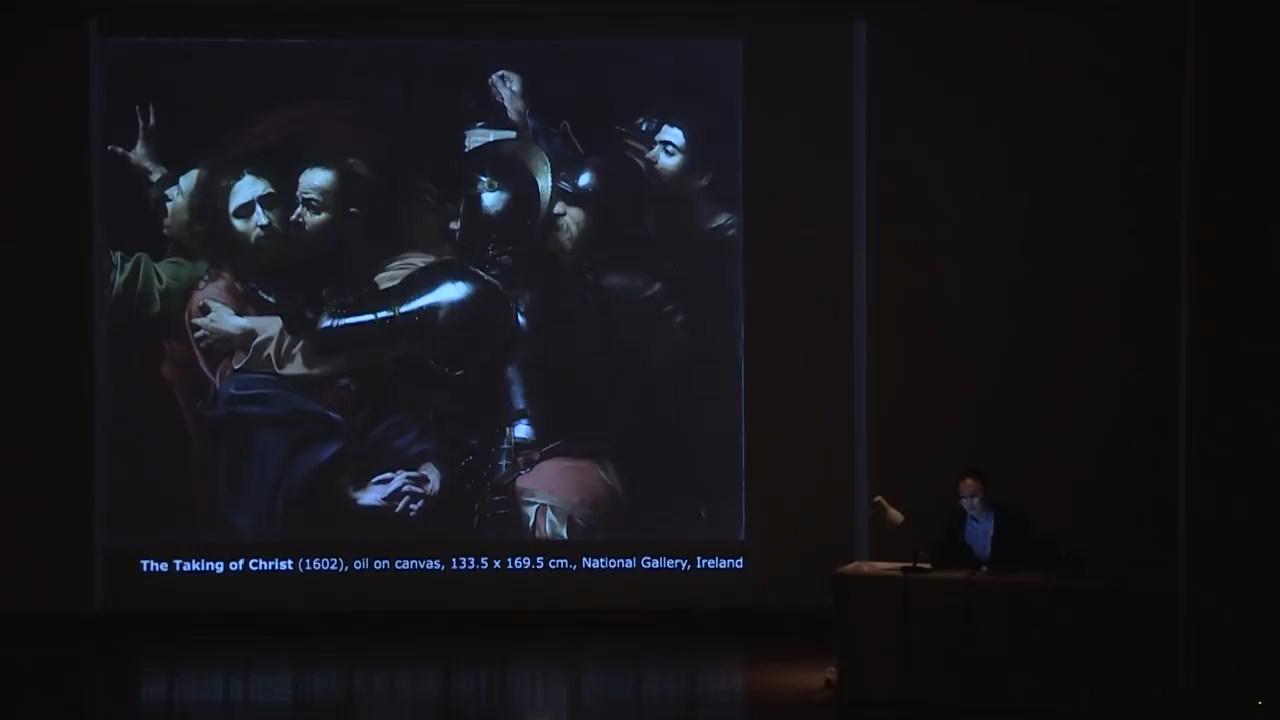 The Taking of Christ (1602), oil on canvas, 133.5 x 169.5 cm., National Gallery, Ireland